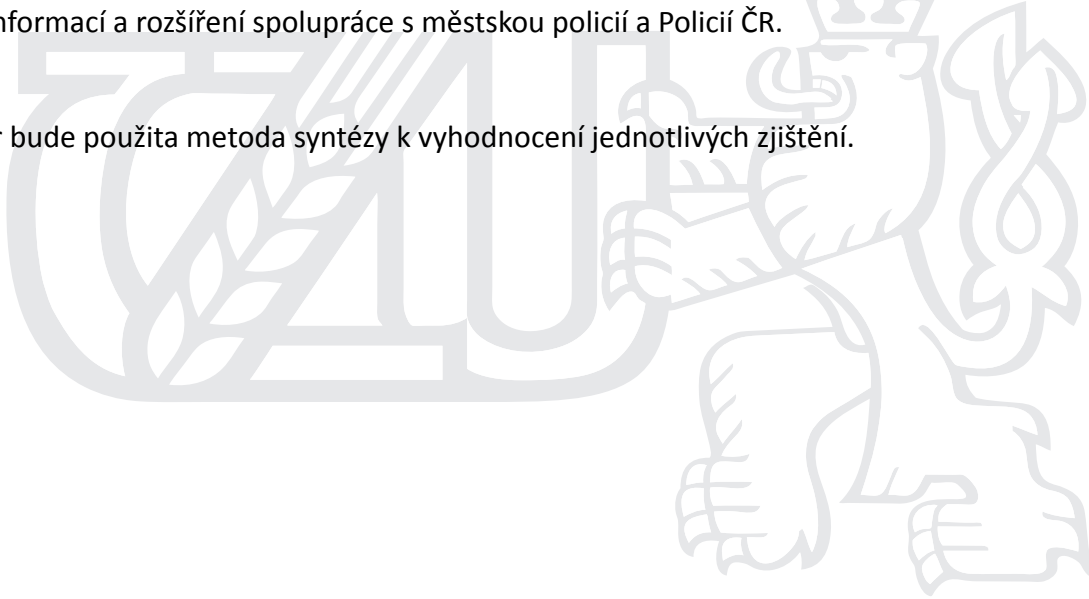 nformací a rozšíření spolupráce s městskou policií a Policií ČR.
bude použita metoda syntézy k vyhodnocení jednotlivých zjištění.